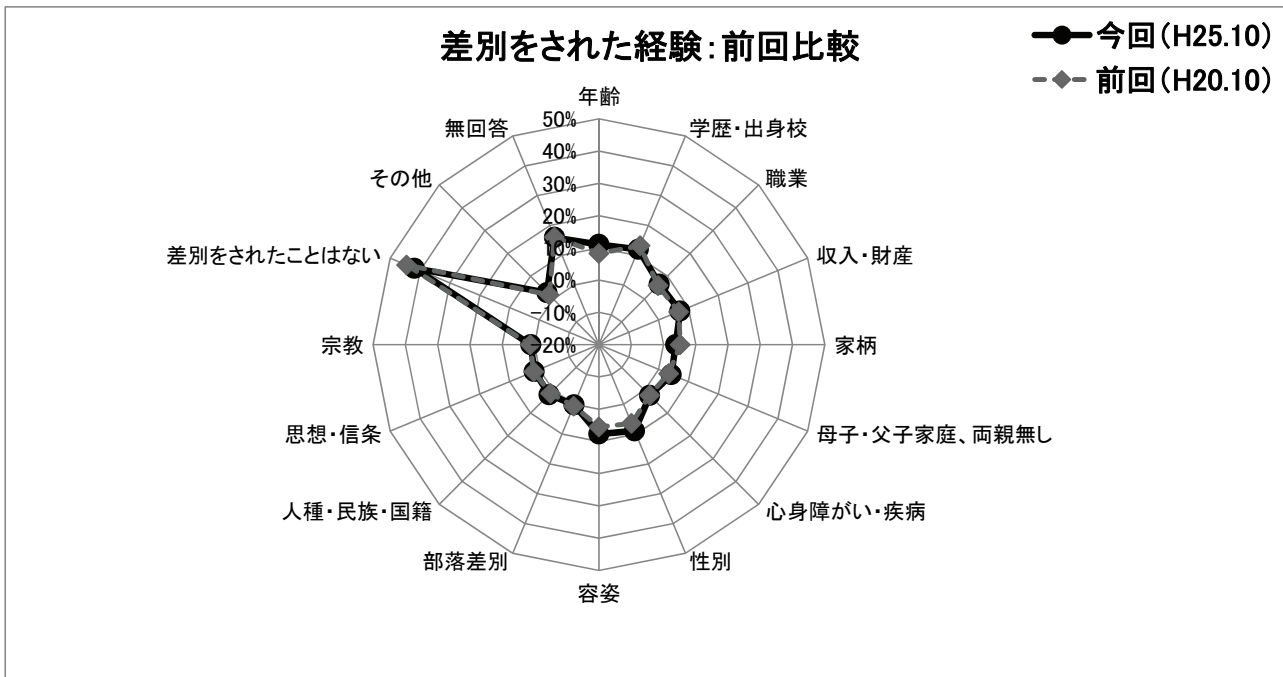 差別をされた経験：前回比較
今回（H25.10）
前回（H20.10）
年齢
学歴・出身校
職業
収入・財産
家柄
母子・父子家庭、両親無し
心身障がい・疾病
性別
容姿
部落差別
人種・民族・国籍
思想・信条
宗教
差別をされたことはない
その他
無回答
50%
40%
30%
20%
10%
0%
-10%
-20%